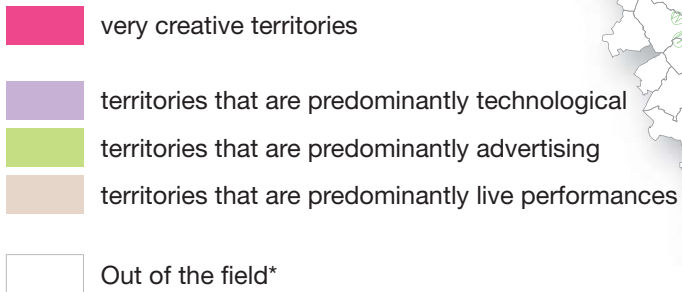 very creative territories
territories that are predominantly technological
territories that are predominantly advertising
territories that are predominantly live performances
Out of the field*